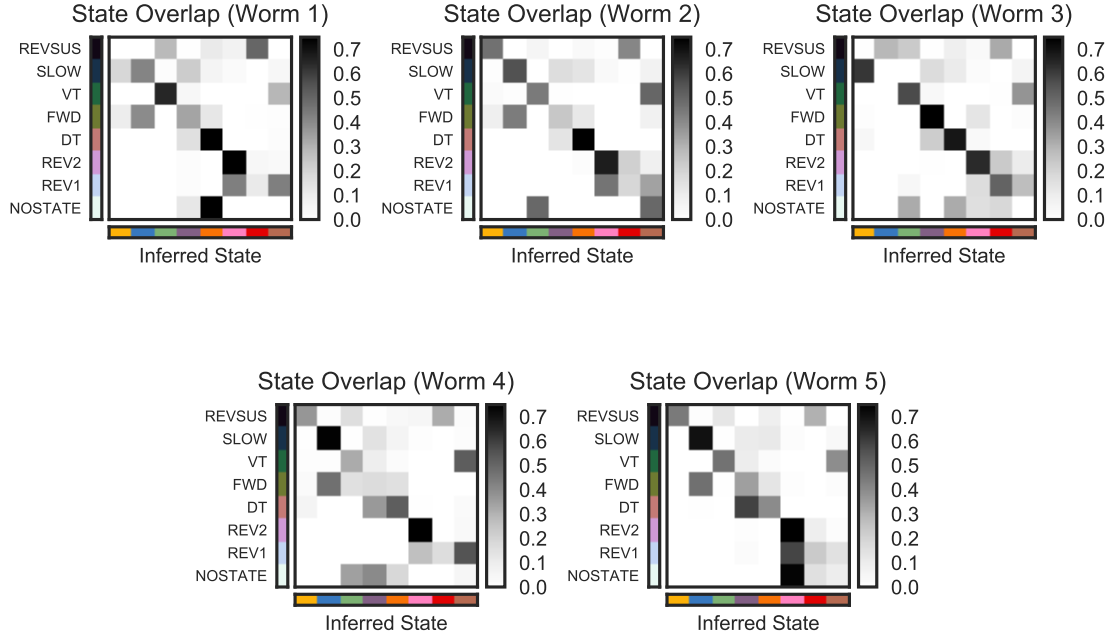 State Overlap (Worm 1)
REVSUS
SLOW
VT
FWD
DT
REV2
REV1
NOSTATE
0.7
0.6
0.5
0.4
0.3
0.2
0.1
0.0
Inferred State
State Overlap (Worm 2)
REVSUS
SLOW
VT
FWD
DT
REV2
REV1
NOSTATE
0.7
0.6
0.5
0.4
0.3
0.2
0.1
0.0
Inferred State
State Overlap (Worm 3)
REVSUS
SLOW
VT
FWD
DT
REV2
REV1
NOSTATE
0.7
0.6
0.5
0.4
0.3
0.2
0.1
0.0
Inferred State
State Overlap (Worm 4)
REVSUS
SLOW
VT
FWD
DT
REV2
REV1
NOSTATE
0.7
0.6
0.5
0.4
0.3
0.2
0.1
0.0
Inferred State
State Overlap (Worm 5)
REVSUS
SLOW
VT
FWD
DT
REV2
REV1
NOSTATE
0.7
0.6
0.5
0.4
0.3
0.2
0.1
0.0
Inferred State